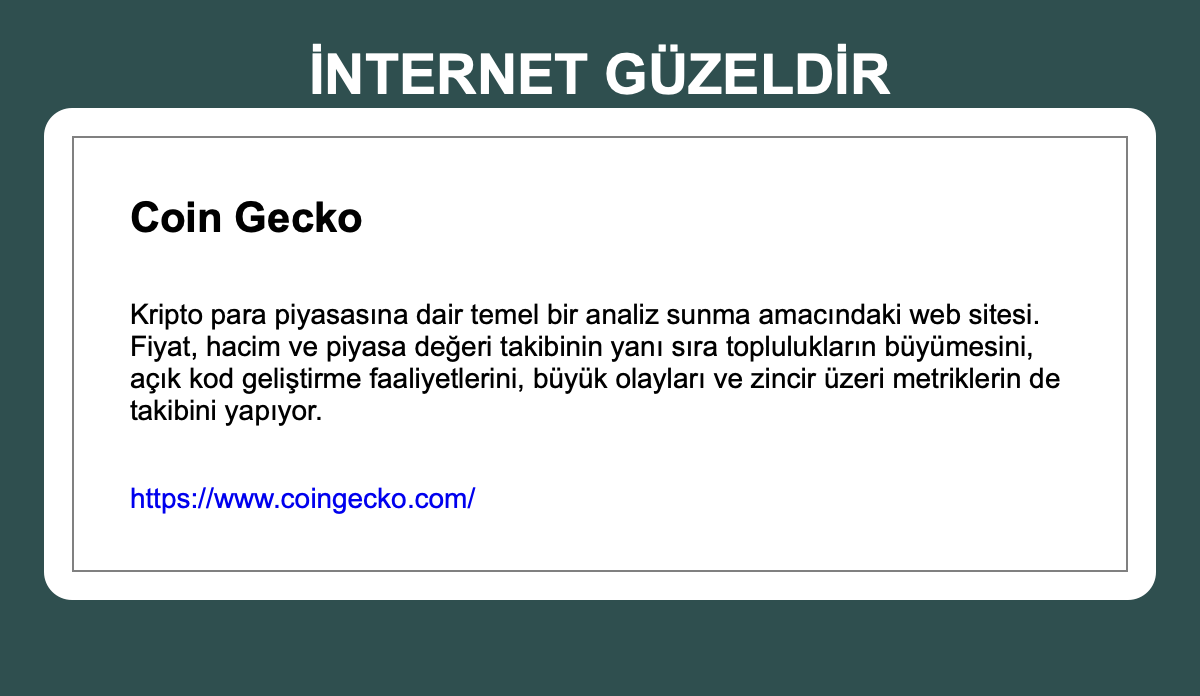 İNTERNET GÜZELDİR
Coin Gecko
Kripto para piyasasına dair temel bir analiz sunma amacındaki web sitesi.
Fiyat, hacim ve piyasa değeri takibinin yanı sıra toplulukların büyümesini,
açık kod geliştirme faaliyetlerini, büyük olayları ve zincir üzeri metriklerin de
takibini yapıyor.
https://www.coingecko.com/